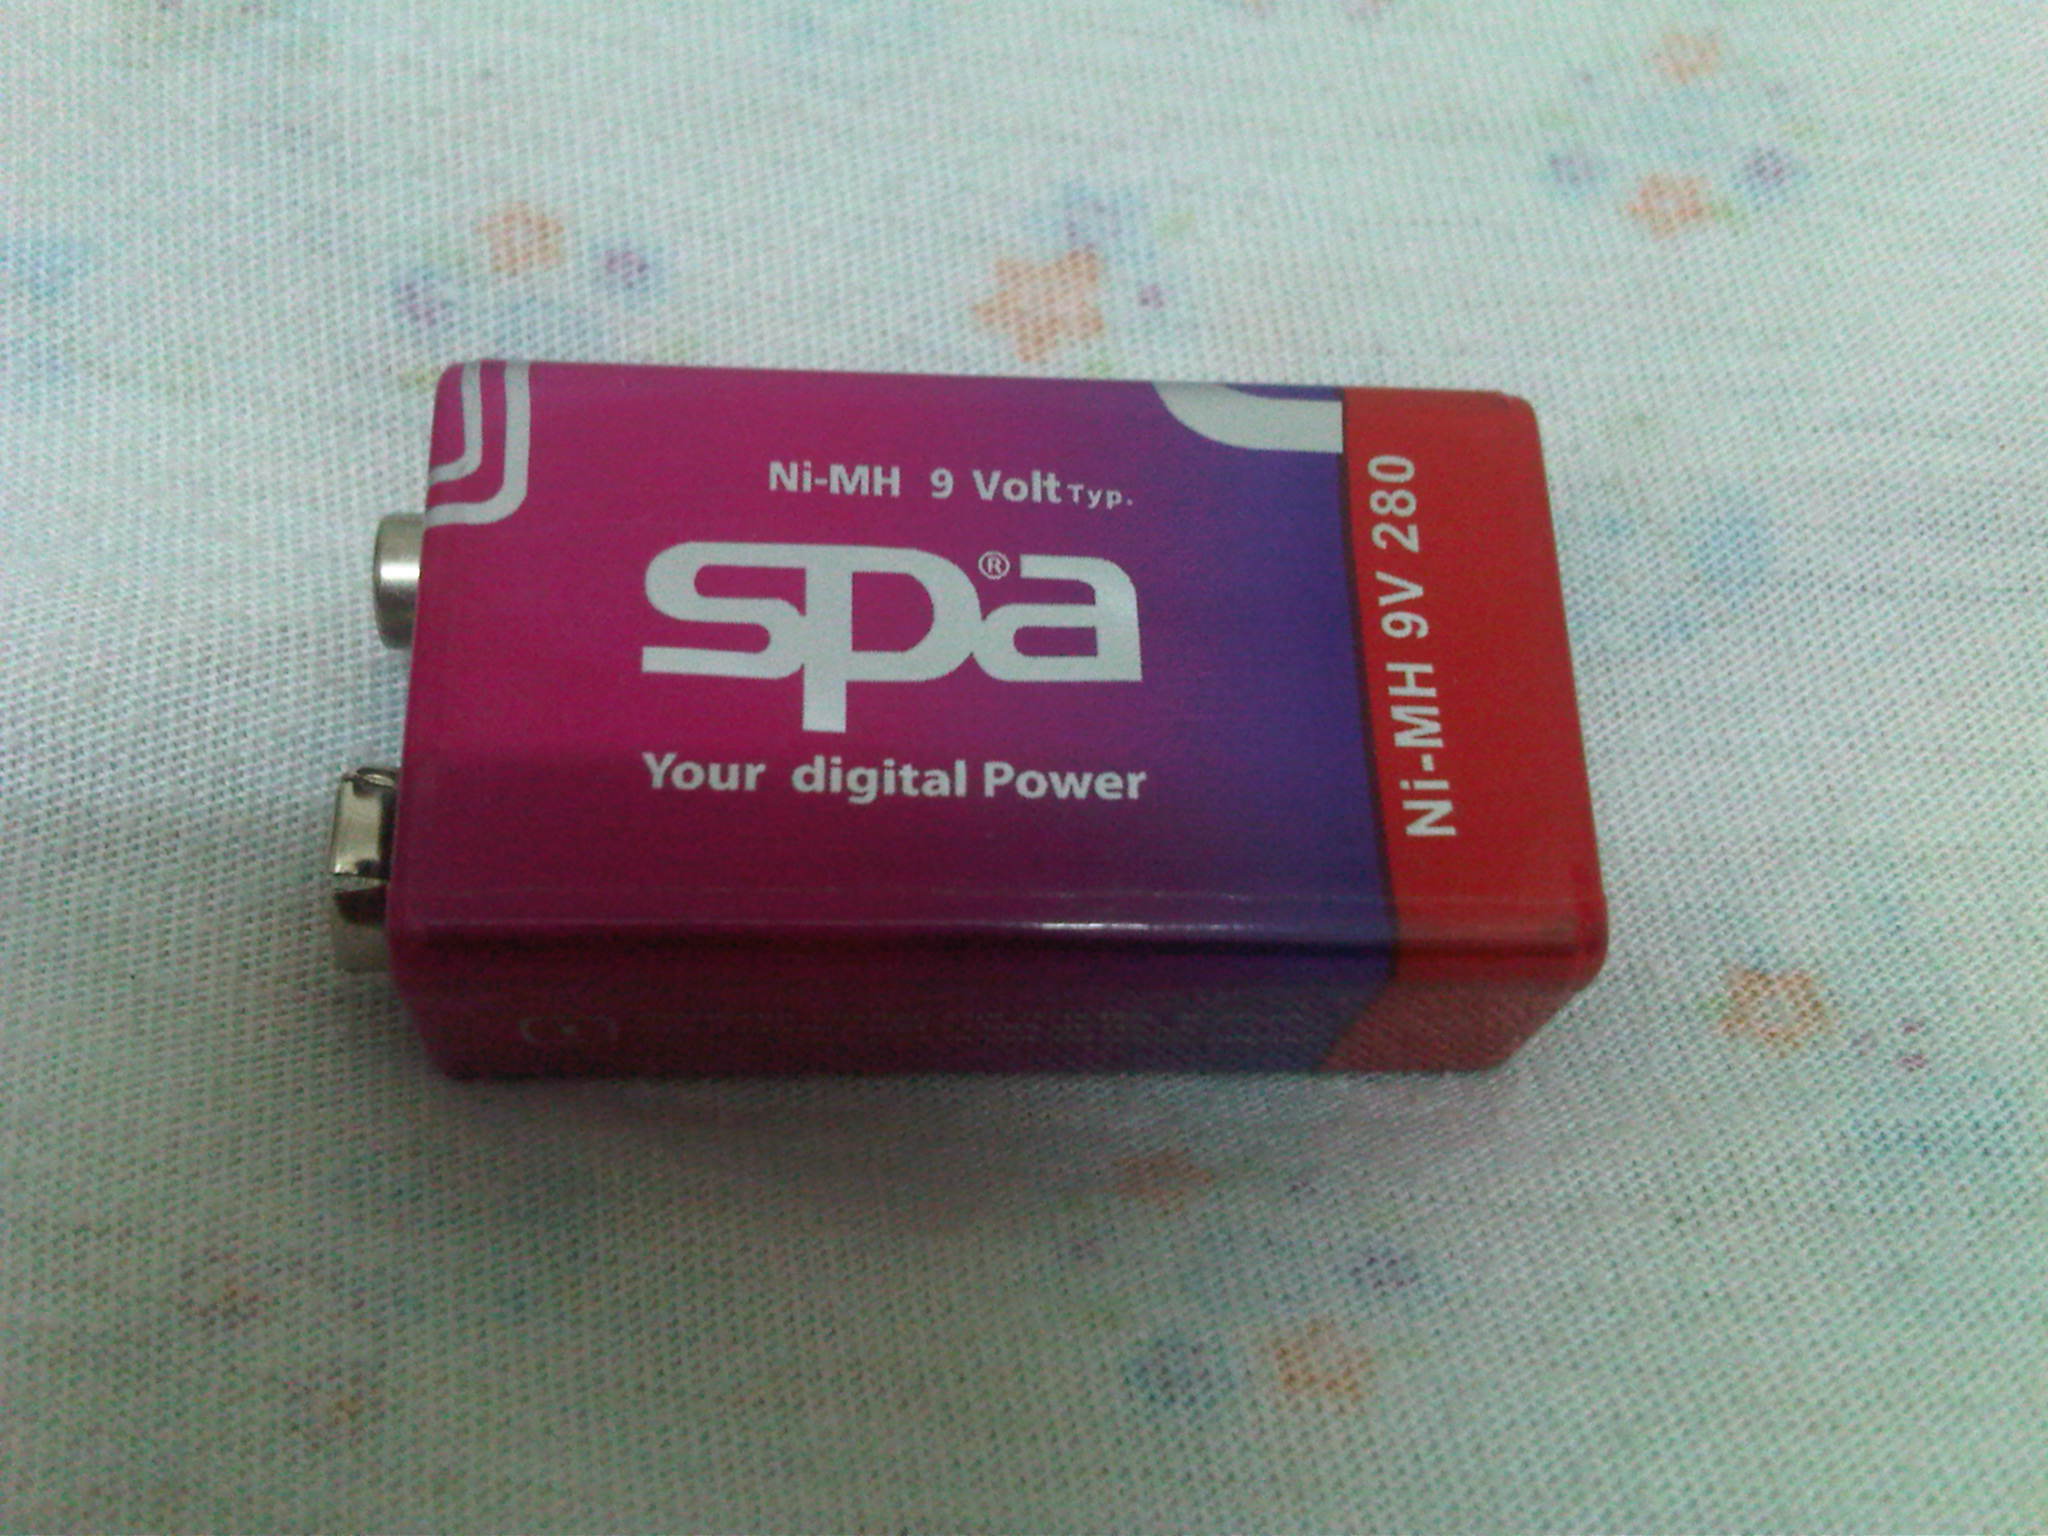 Ni-MH 9 Volt Typ.
spa®
Your digital Power
Ni-MH 9V 280